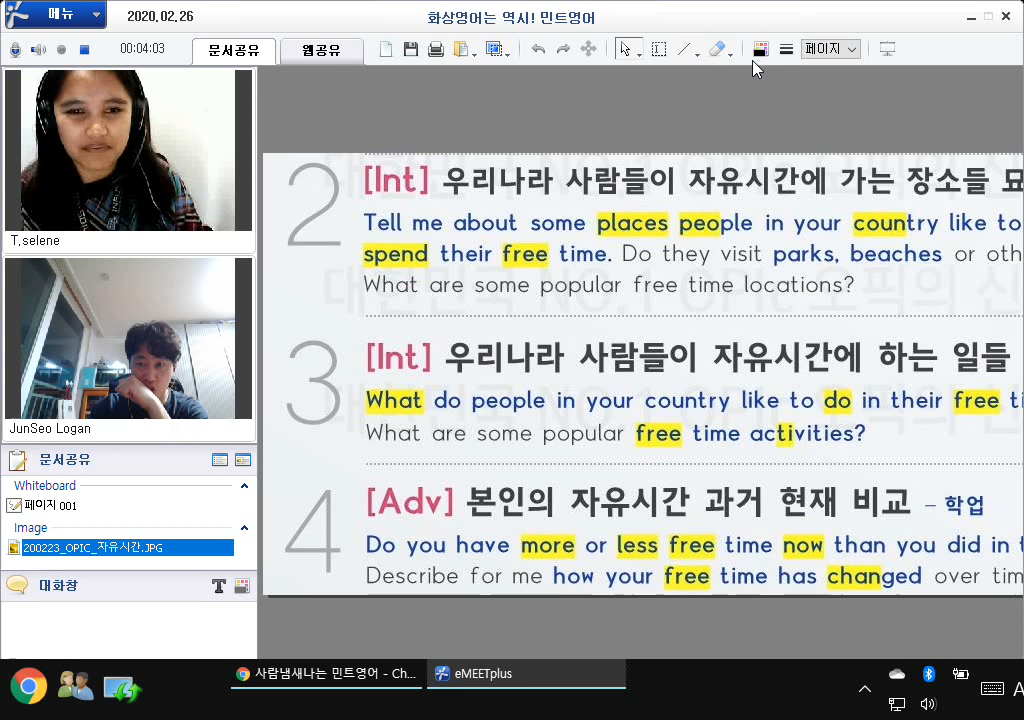 메뉴
2020.02.26
화상영어는 역시! 민트영어
00:04:03
문서공유
웹공유
페이지
T.selene
JunSeo Logan
문서공유
Whiteboard
페이지 001
Image
200223_OPIC_자유시간.JPG
대화창
2
[Int] 우리나라 사람들이 자유시간에 가는 장소들 묘
Tell me about some places people in your country like to
spend their free time. Do they visit parks, beaches or oth
What are some popular free time locations?
3
[Int] 우리나라 사람들이 자유시간에 하는 일들
What do people in your country like to do in their free ti
What are some popular free time activities?
4
[Adv] 본인의 자유시간 과거 현재 비교 – 학업
Do you have more or less free time now than you did in t
Describe for me how your free time has changed over tim
사람냄새나는 민트영어 - Ch...
eMEETplus
A